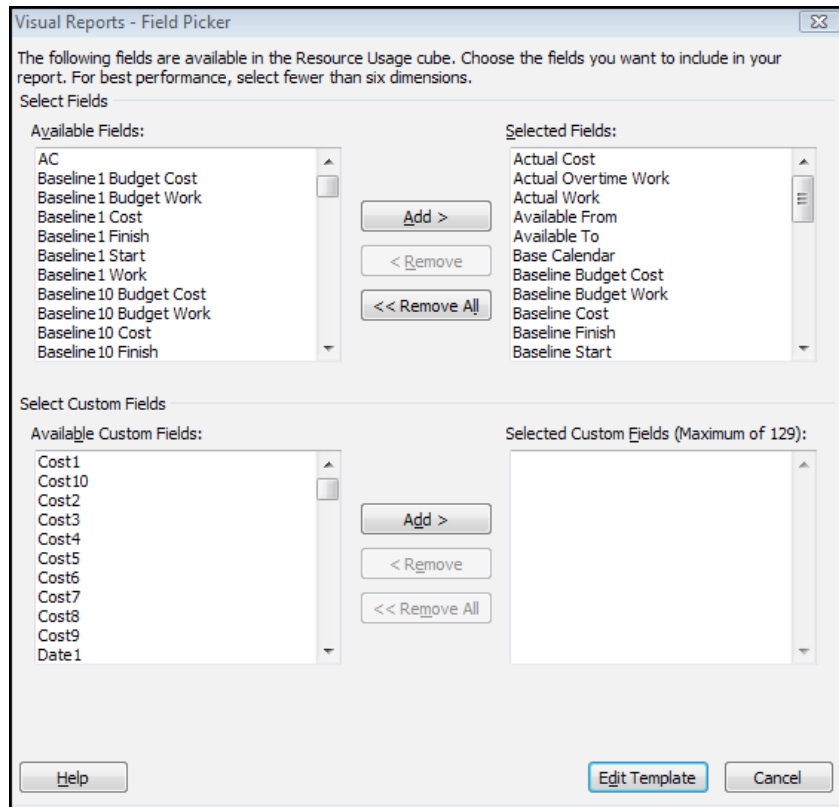 Visual Reports - Field Picker
The following fields are available in the Resource Usage cube. Choose the fields you want to include in your
report. For best performance, select fewer than six dimensions.
Select Fields
Available Fields:
AC
Baseline1 Budget Cost
Baseline1 Budget Work
Baseline1 Cost
Baseline1 Finish
Baseline1 Start
Baseline1 Work
Baseline10 Budget Cost
Baseline10 Budget Work
Baseline10 Cost
Baseline10 Finish
Add >
< Remove
<< Remove All
Selected Fields:
Actual Cost
Actual Overtime Work
Actual Work
Available From
Available To
Base Calendar
Baseline Budget Cost
Baseline Budget Work
Baseline Cost
Baseline Finish
Baseline Start
Select Custom Fields
Available Custom Fields:
Cost1
Cost10
Cost2
Cost3
Cost4
Cost5
Cost6
Cost7
Cost8
Cost9
Date1
Add >
< Remove
<< Remove All
Selected Custom Fields (Maximum of 129):
Help
Edit Template
Cancel